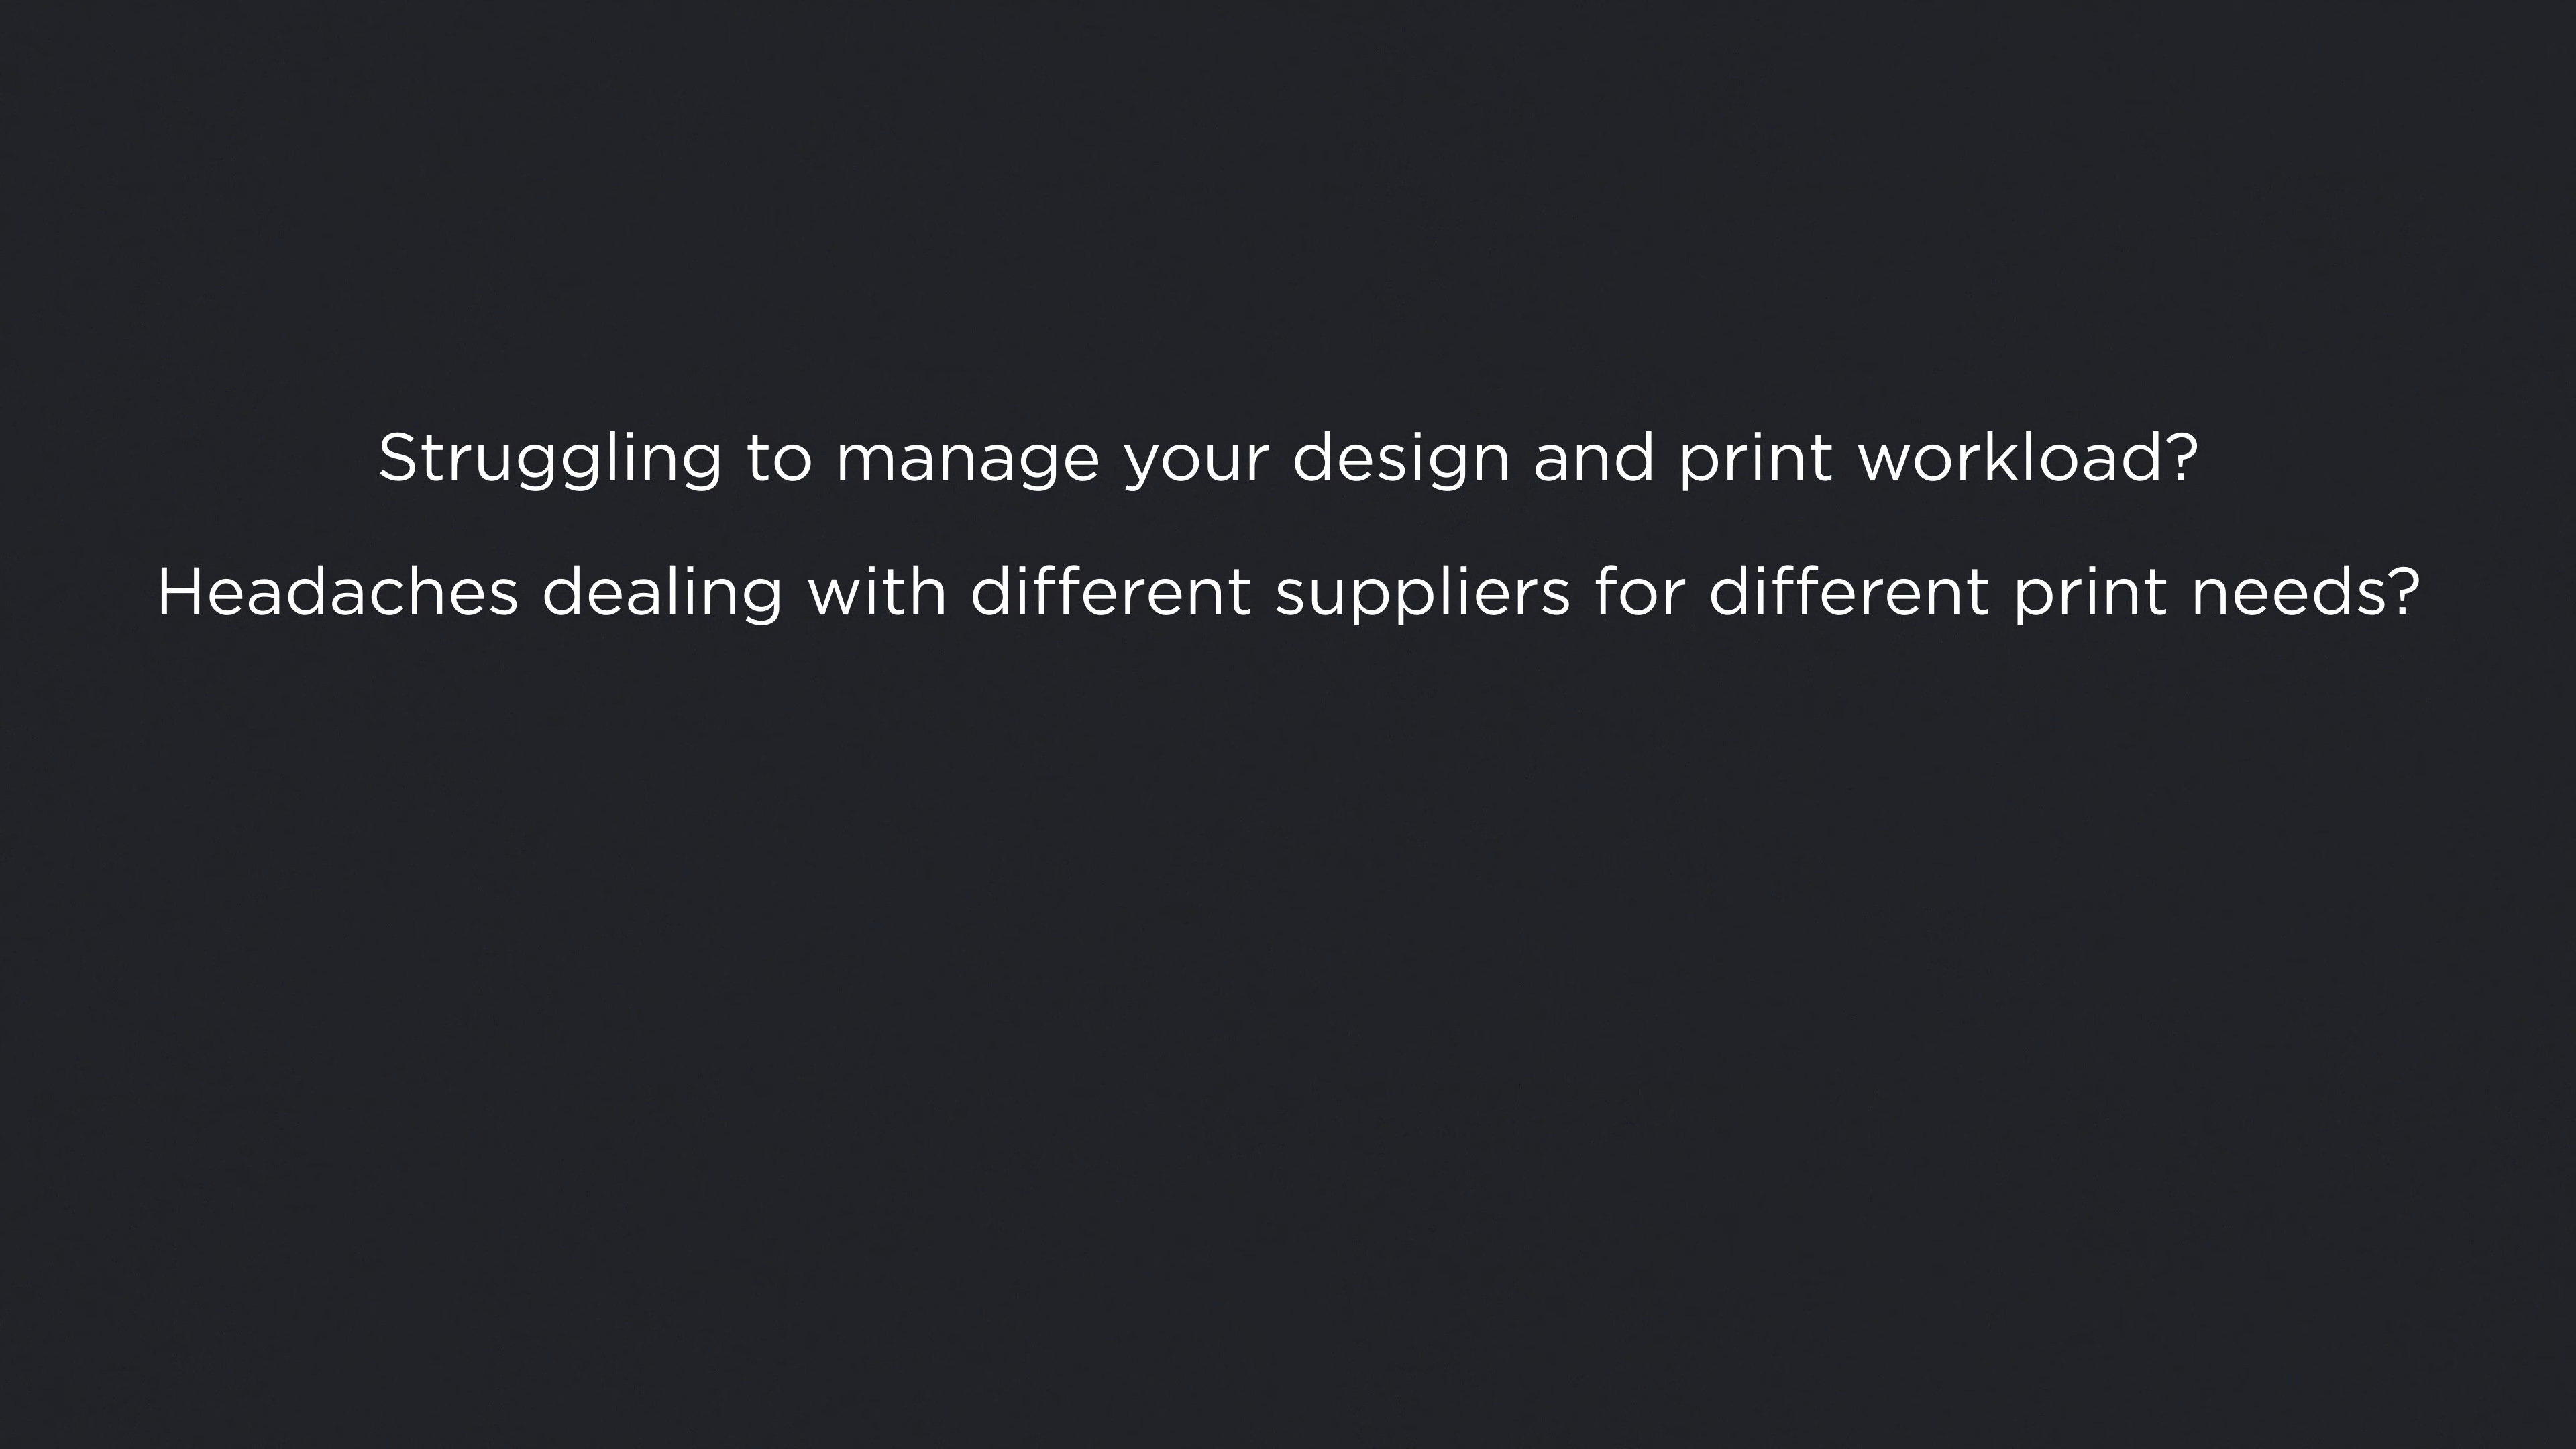 Struggling to manage your design and print workload?
Headaches dealing with different suppliers for different print needs?